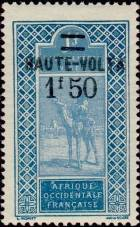 HAUTE-VOLTA
1F50
AFRIQUE
OCCIDENTALE
FRANÇAISE